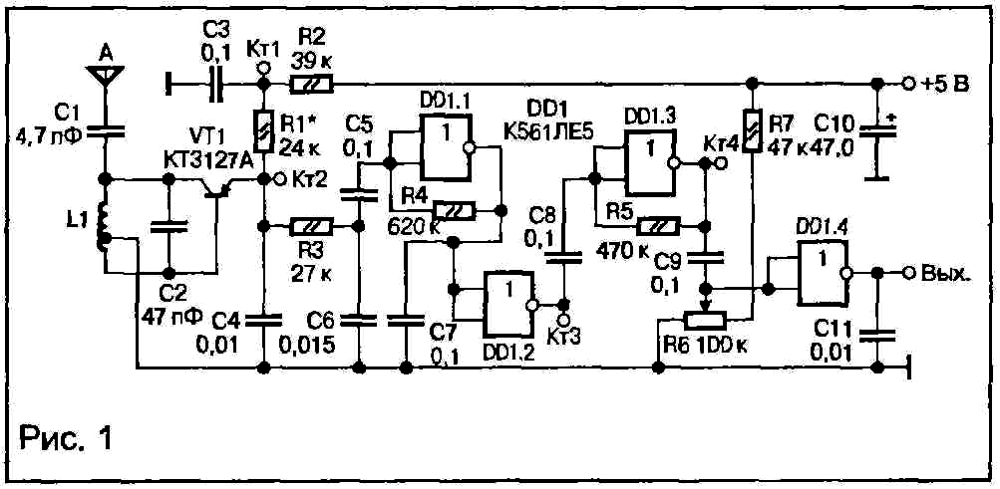 C3
0,1
Кт1
R2
39 к
А
C1
4,7 пФ
VT1
КТ3127А
R1*
24 к
Кт2
C5
0,1
DD1.1
1
DD1
К561ЛЕ5
DD1.3
1
Кт4
R7
47 к
C10
47,0
+
+5 В
L1
C2
47 пФ
R3
27 к
R4
620 к
C8
0,1
R5
470 к
C9
0,1
DD1.4
1
Вых.
C4
0,01
C6
0,015
C7
0,1
1
DD1.2
Кт3
R6 100 к
C11
0,01
Рис. 1